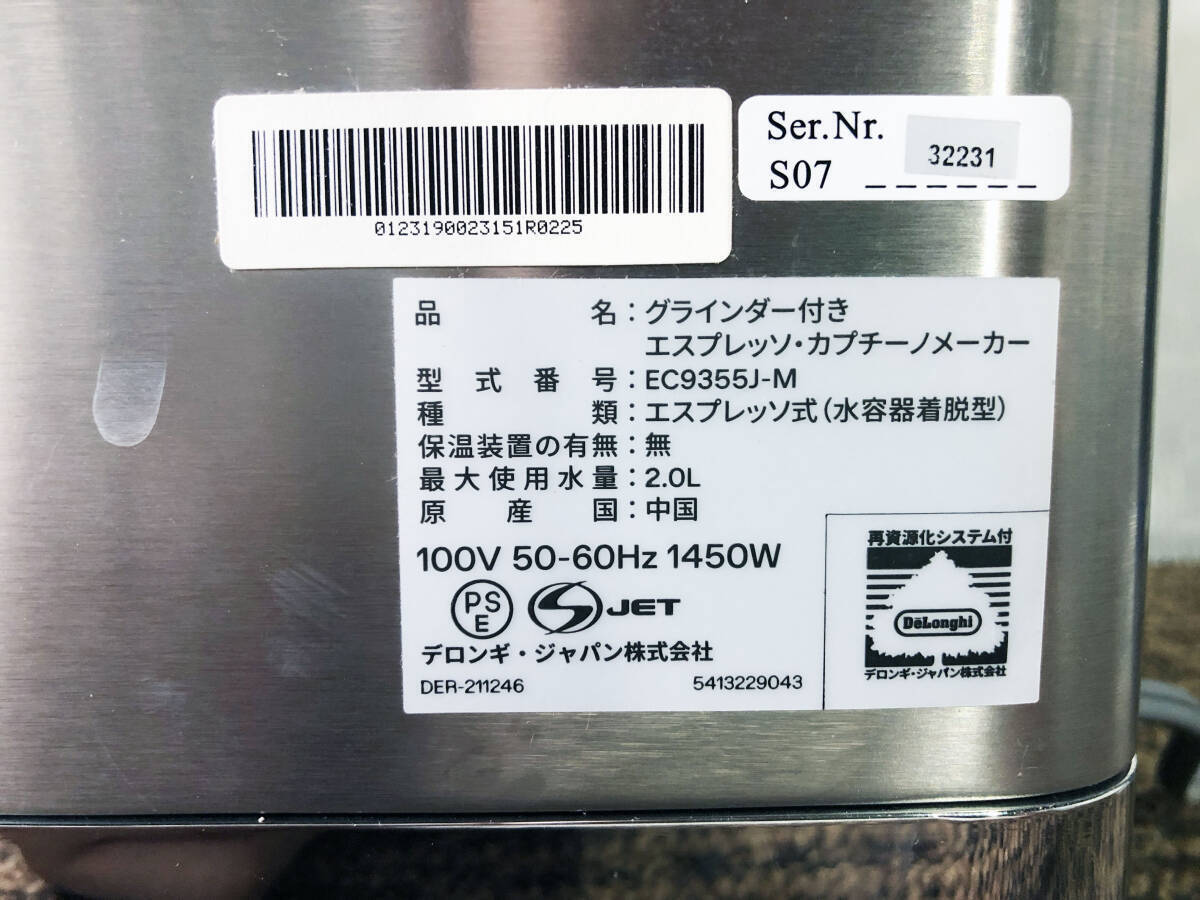 0123190023151R0225
Ser.Nr.
S07 32231
品名：グラインダー付き
エスプレッソ・カプチーノメーカー
型式番号：EC9355J-M
種類：エスプレッソ式（水容器着脱型）
保温装置の有無：無
最大使用水量：2.0L
原産国：中国
100V 50-60Hz 1450W
PS
E
JET
デロンギ・ジャパン株式会社
DER-211246 5413229043
再資源化システム付
DēLonghi
デロンギ・ジャパン株式会社